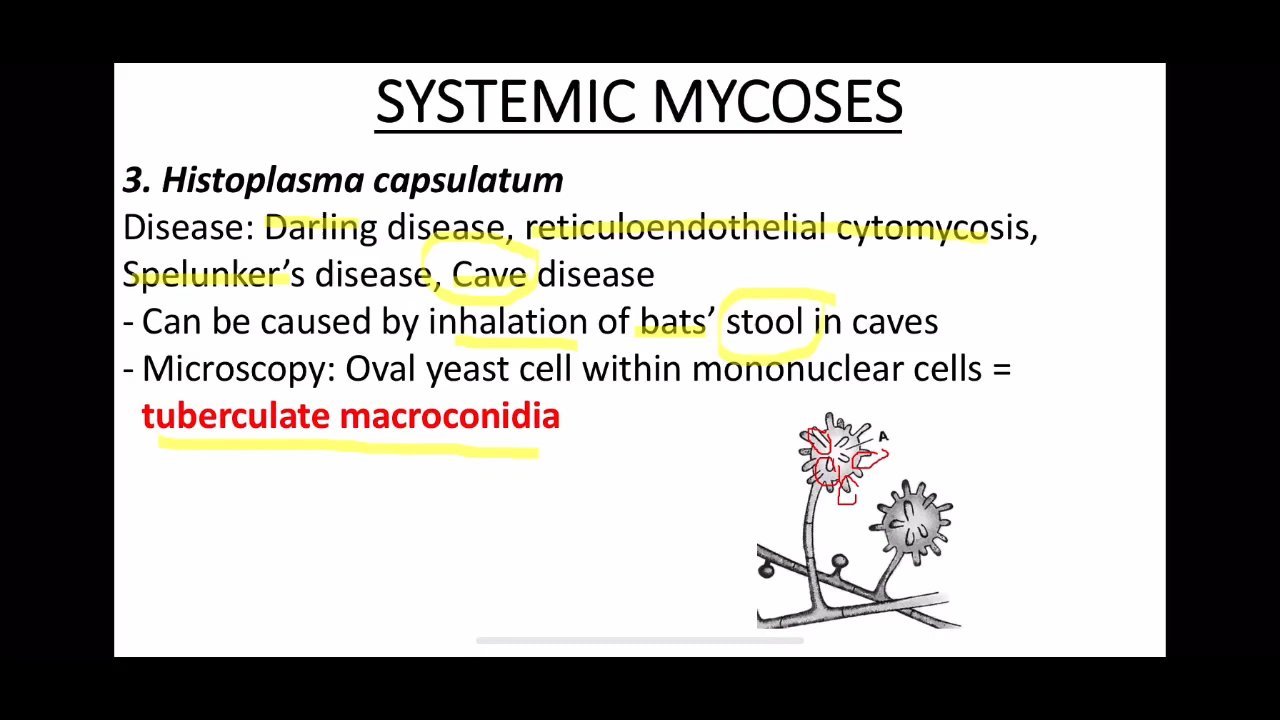 SYSTEMIC MYCOSES
3. Histoplasma capsulatum
Disease: Darling disease, reticuloendothelial cytomycosis,
Spelunker’s disease, Cave disease
- Can be caused by inhalation of bats’ stool in caves
- Microscopy: Oval yeast cell within mononuclear cells =
tuberculate macroconidia
A